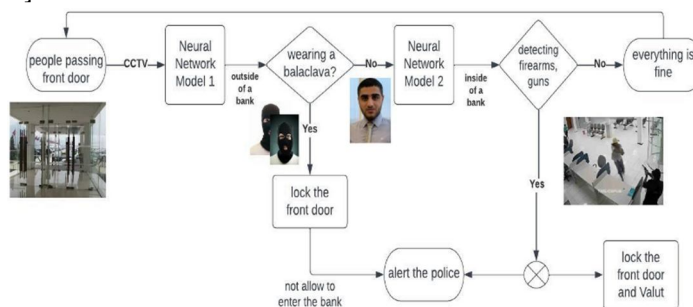 people passing
front door
CCTV
Neural
Network
Model 1
outside
of a
bank
wearing a
balaclava?
No
Yes
Neural
Network
Model 2
inside
of a
bank
detecting
firearms,
guns
No
everything is
fine
Yes
lock the
front door
not allow to
enter the bank
alert the police
lock the
front door
and Valut